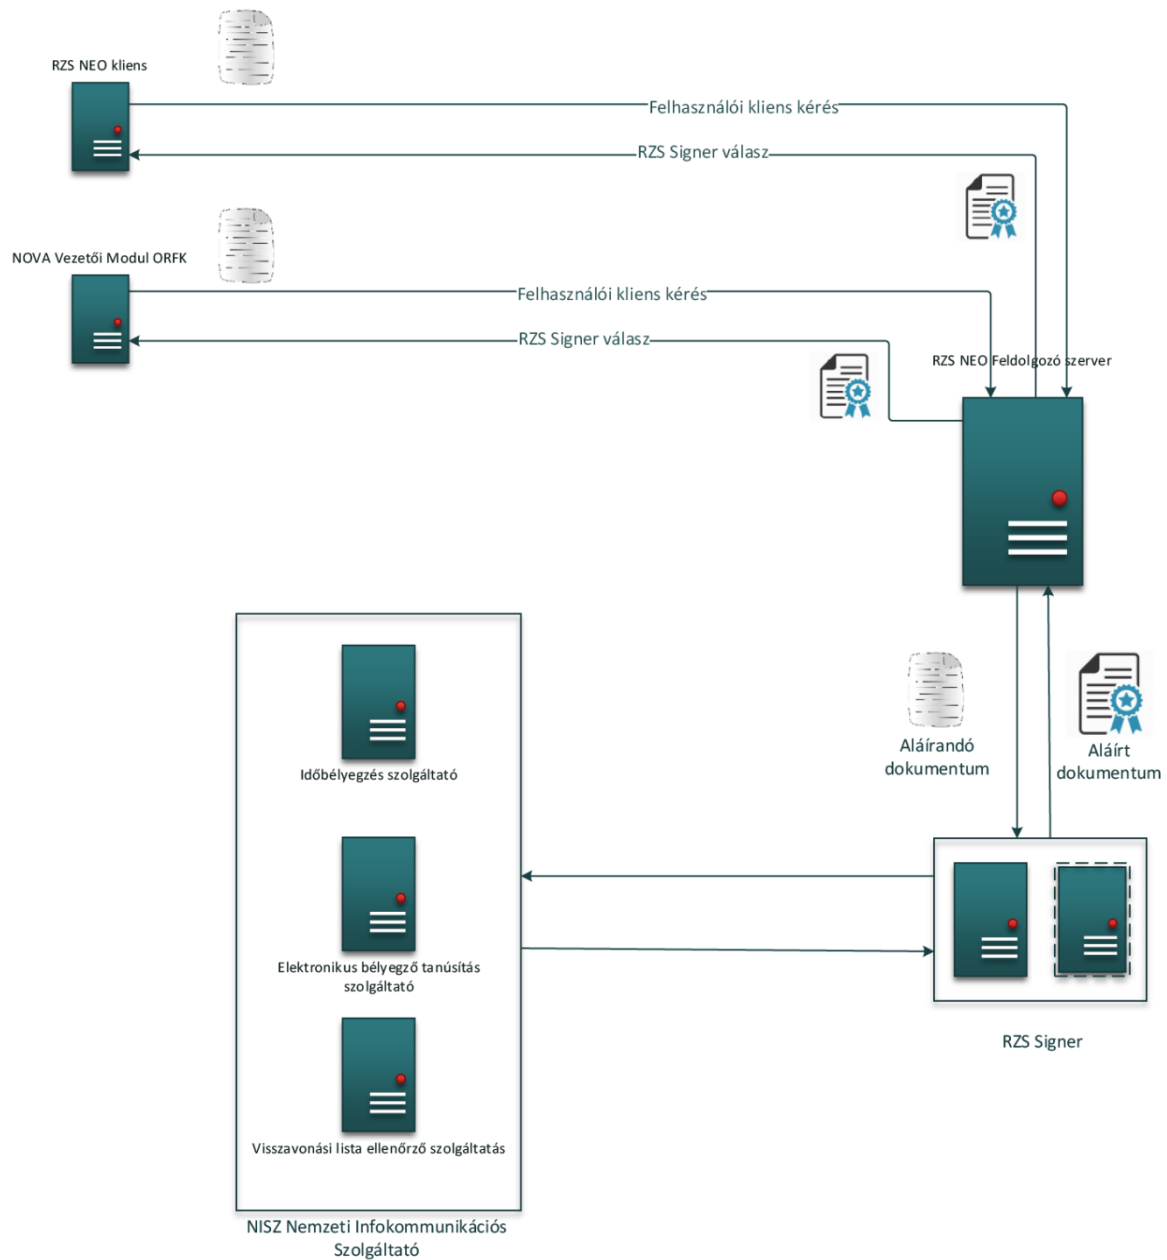 RZS NEO kliens
Felhasználói kliens kérés
RZS Signer válasz
NOVA Vezetői Modul ORFK
Felhasználói kliens kérés
RZS Signer válasz
RZS NEO Feldolgozó szerver
Aláírandó
dokumentum
Aláírt
dokumentum
Időbélyegzés szolgáltató
Elektronikus bélyegző tanúsítás
szolgáltató
Visszavonási lista ellenőrző szolgáltatás
RZS Signer
NISZ Nemzeti Infokommunikációs
Szolgáltató